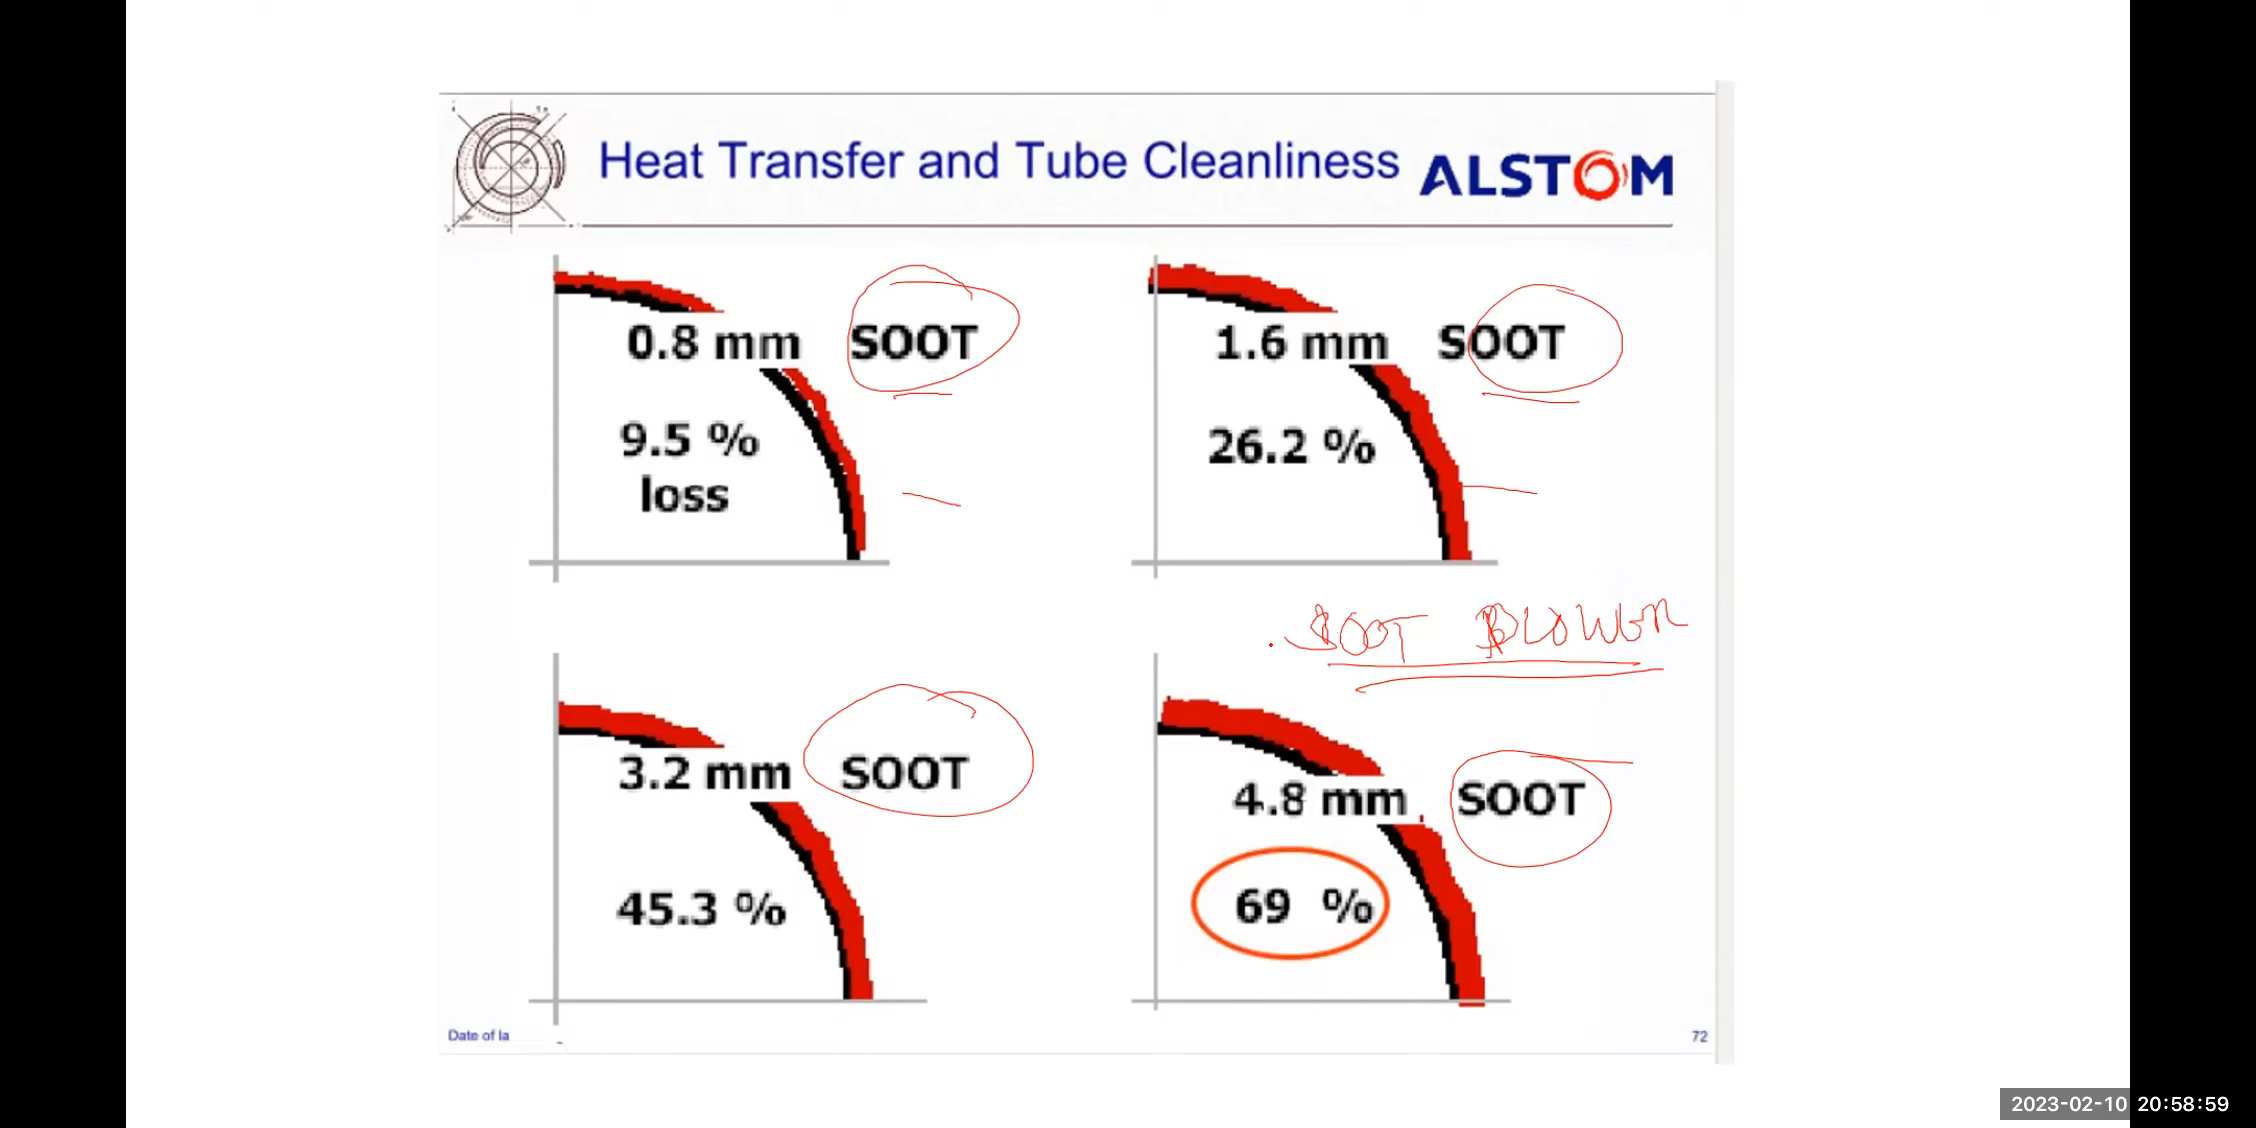 Heat Transfer and Tube Cleanliness
ALSTOM
0.8 mm SOOT
9.5 %
loss
1.6 mm SOOT
26.2 %
SOOT BLOWER
3.2 mm SOOT
45.3 %
4.8 mm SOOT
69 %
Date of la
72
2023-02-10 20:58:59